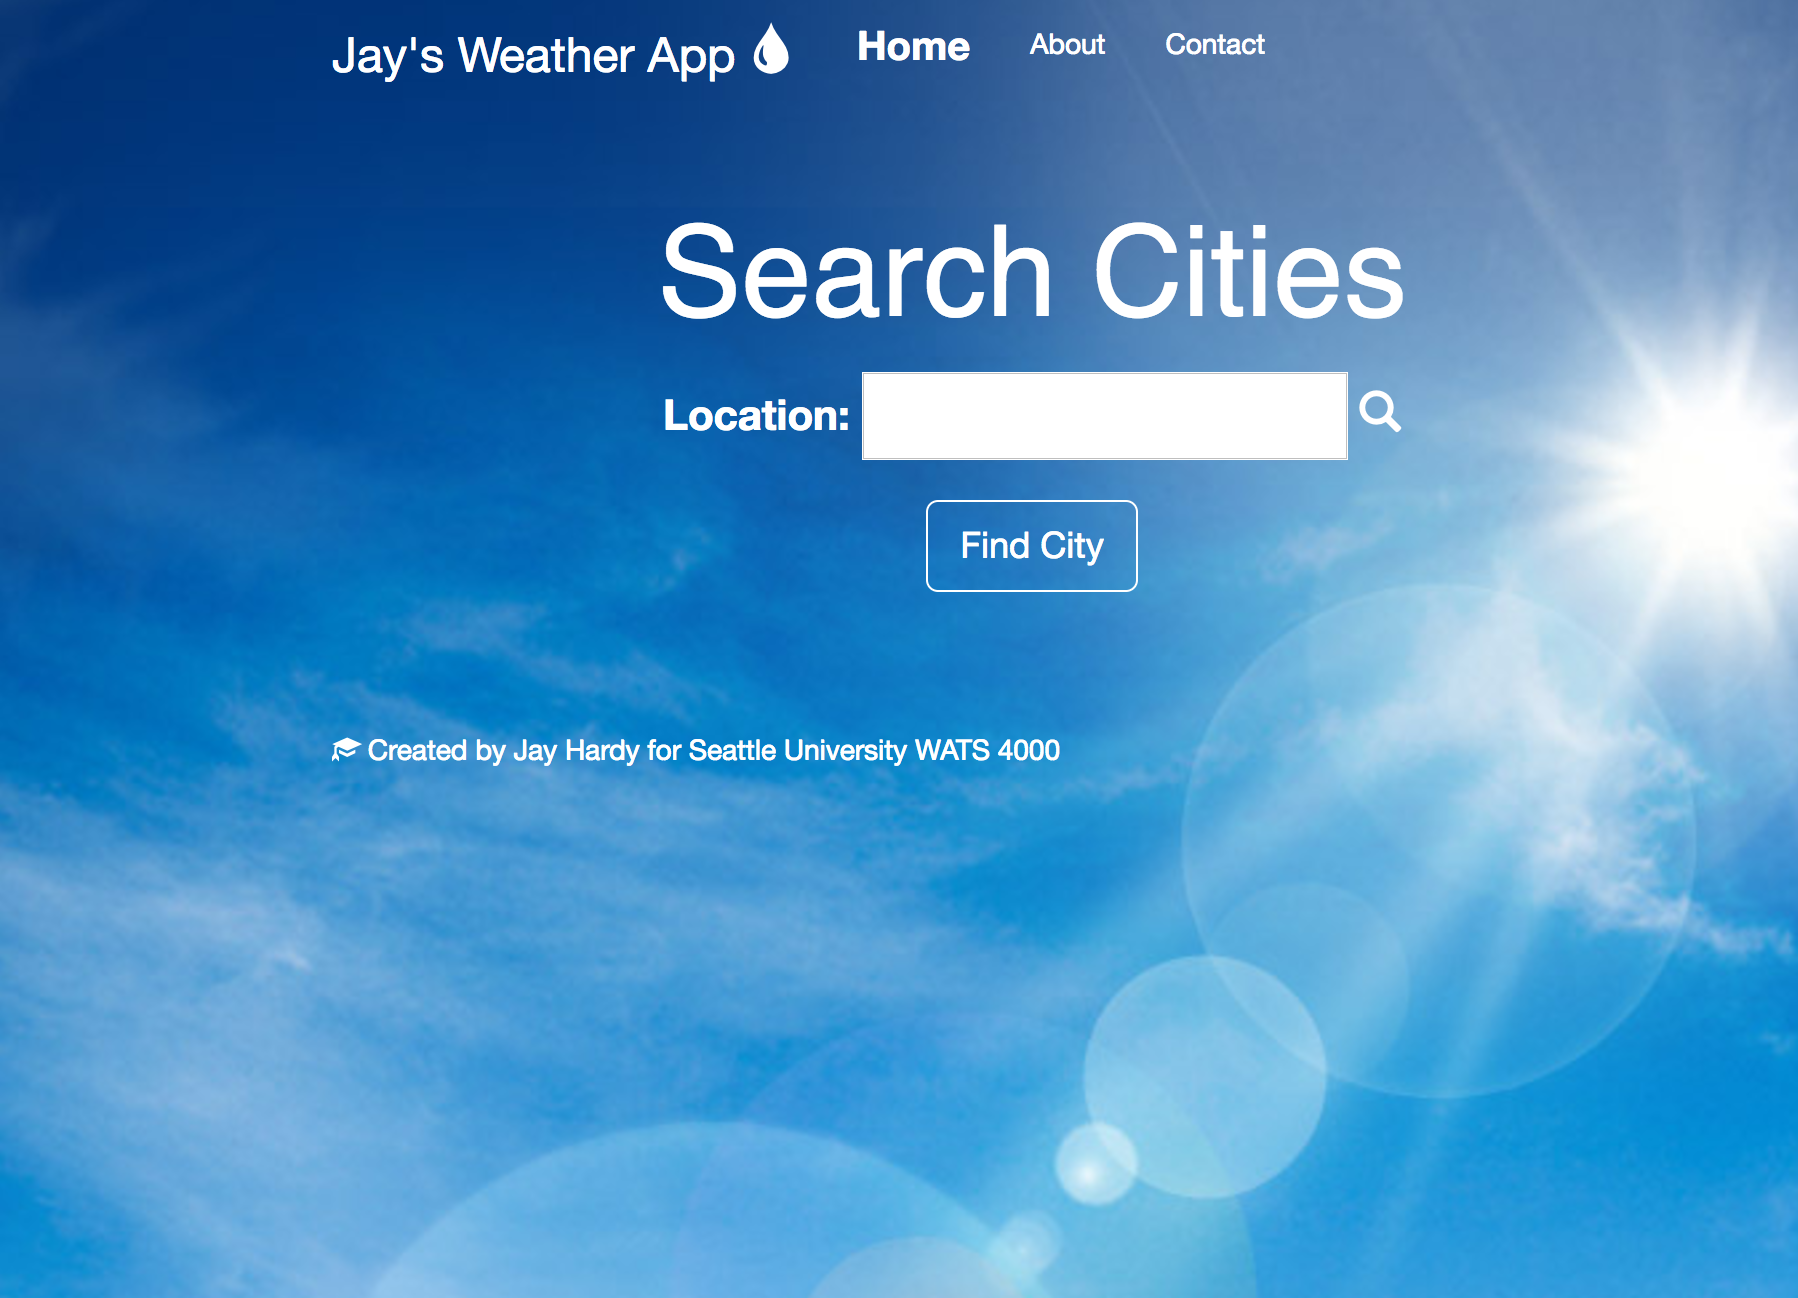 Jay's Weather App Home About Contact
Search Cities
Location:
Find City
Created by Jay Hardy for Seattle University WATS 4000